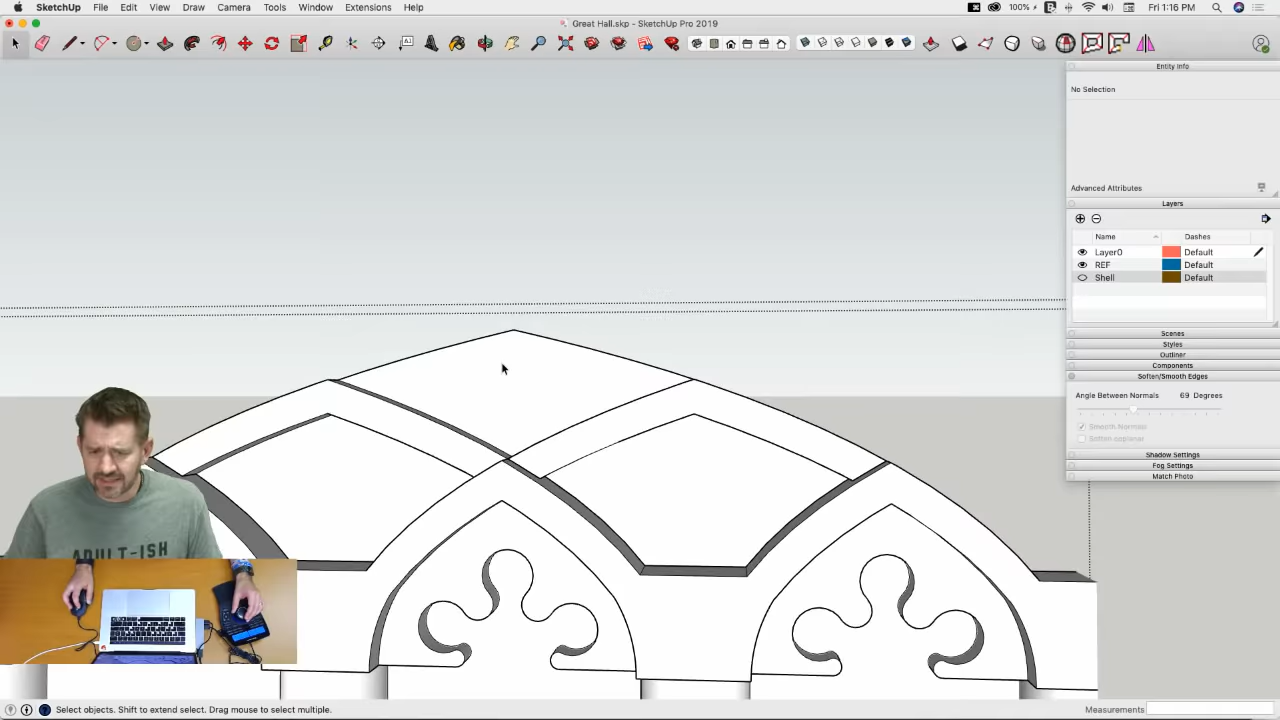 SketchUp File Edit View Draw Camera Tools Window Extensions Help
100% Fri 1:16 PM
Great Hall.skp - SketchUp Pro 2019
Entity Info
No Selection
Advanced Attributes
Layers
Name Dashes
Layer0 Default
REF Default
Shell Default
Scenes
Styles
Outliner
Components
Soften/Smooth Edges
Angle Between Normals 69 Degrees
Smooth Normals
Soften coplanar
Shadow Settings
Fog Settings
Match Photo
ADULT-ISH
Select objects. Shift to extend select. Drag mouse to select multiple.
Measurements